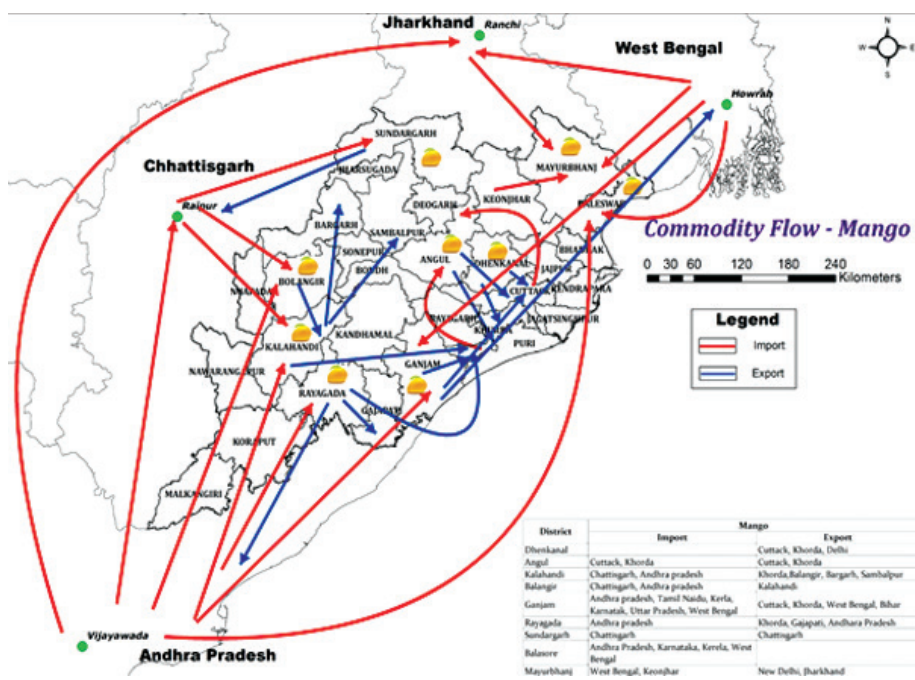 Jharkhand
Ranchi
West Bengal
N
W E
S
Howrah
SUNDARGARH
JHARSUGADA
MAYURBHANJ
Chhattisgarh
KEONJHAR
BALESWAR
DEOGARH
Raipur
BARGARH
SAMBALPUR
Commodity Flow - Mango
SONEPUR
ANGUL
DHENKANAL
BHADRAK
BOUDH
JAJPUR
BOLANGIR
NUAPADA
CUTTACK
KENDRAPARA
0 30 60 120 180 240
Kilometers
NAYAGARH
KHURDA
JAGATSINGHPUR
KANDHAMAL
PURI
KALAHANDI
Legend
Import
Export
NAWARANGPUR
GANJAM
RAYAGADA
GAJAPATI
KORAPUT
MALKANGIRI
Vijayawada
Andhra Pradesh
District Mango
Import Export
Dhenkanal Cuttack, Khorda, Delhi
Angul Cuttack, Khorda Cuttack, Khorda
Kalahandi Chattisgarh, Andhra pradesh Khorda,Balangir, Bargarh, Sambalpur
Balangir Chattisgarh, Andhra pradesh Kalahandi
Ganjam Andhra pradesh, Tamil Naidu, Kerla, Karnatak, Uttar Pradesh, West Bengal Cuttack, Khorda, West Bengal, Bihar
Rayagada Andhra pradesh Khorda, Gajapati, Andhara Pradesh
Sundargarh Chattisgarh Chattisgarh
Balasore Andhra Pradesh, Karnataka, Kerela, West Bengal
Mayurbhanj West Bengal, Keonjhar New Delhi, Jharkhand